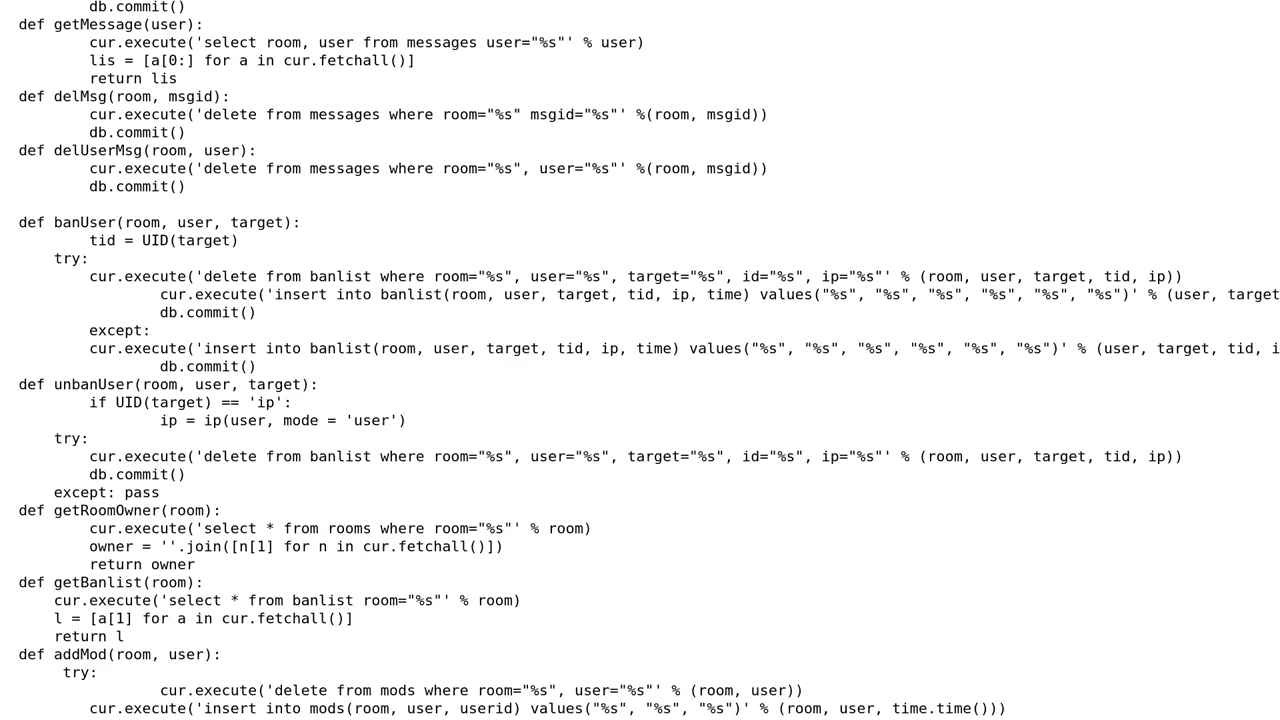 db.commit()
def getMessage(user):
cur.execute('select room, user from messages user="%s"' % user)
lis = [a[0:] for a in cur.fetchall()]
return lis
def delMsg(room, msgid):
cur.execute('delete from messages where room="%s" msgid="%s"' %(room, msgid))
db.commit()
def delUserMsg(room, user):
cur.execute('delete from messages where room="%s", user="%s"' %(room, msgid))
db.commit()
def banUser(room, user, target):
tid = UID(target)
try:
cur.execute('delete from banlist where room="%s", user="%s", target="%s", id="%s", ip="%s"' % (room, user, target, tid, ip))
cur.execute('insert into banlist(room, user, target, tid, ip, time) values("%s", "%s", "%s", "%s", "%s", "%s")' % (user, target
db.commit()
except:
cur.execute('insert into banlist(room, user, target, tid, ip, time) values("%s", "%s", "%s", "%s", "%s", "%s")' % (user, target, tid, i
db.commit()
def unbanUser(room, user, target):
if UID(target) == 'ip':
ip = ip(user, mode = 'user')
try:
cur.execute('delete from banlist where room="%s", user="%s", target="%s", id="%s", ip="%s"' % (room, user, target, tid, ip))
db.commit()
except: pass
def getRoomOwner(room):
cur.execute('select * from rooms where room="%s"' % room)
owner = ''.join([n[1] for n in cur.fetchall()])
return owner
def getBanlist(room):
cur.execute('select * from banlist room="%s"' % room)
l = [a[1] for a in cur.fetchall()]
return l
def addMod(room, user):
try:
cur.execute('delete from mods where room="%s", user="%s"' % (room, user))
cur.execute('insert into mods(room, user, userid) values("%s", "%s", "%s")' % (room, user, time.time()))